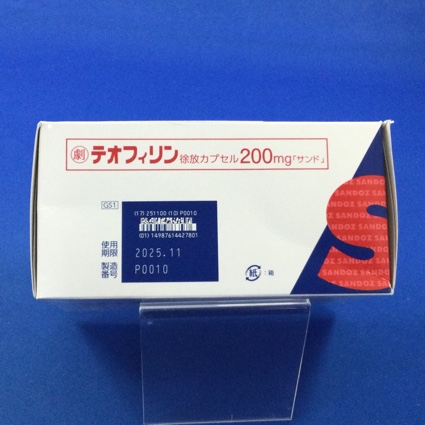 劇 テオフィリン徐放カプセル200mg「サンド」
GS1
(17) 251100 (10) P0010
(01) 14987614427801
使用期限 2025.11
製造番号 P0010
紙：箱
S
SANDOZ SANDOZ SANDOZ